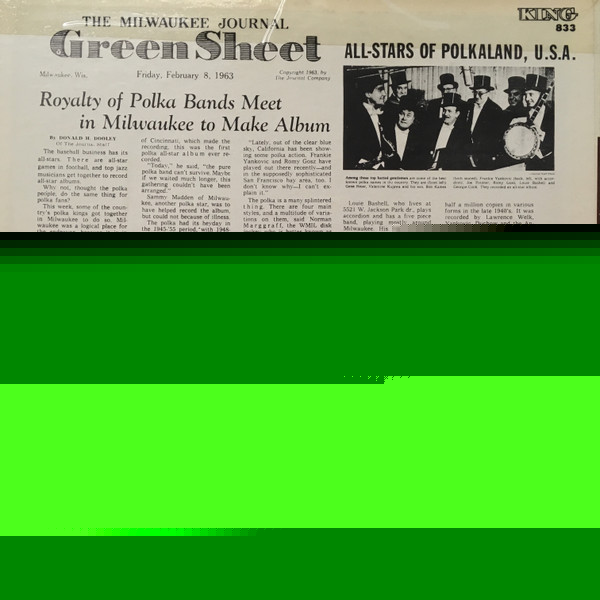 THE MILWAUKEE JOURNAL
Green Sheet
Milwaukee, Wis.
Friday, February 8, 1963
Copyright 1963, by
The Journal Company
KING
833
ALL-STARS OF POLKALAND, U.S.A.
Royalty of Polka Bands Meet
in Milwaukee to Make Album
By DONALD H. DOOLEY
Of The Journal Staff
The baseball business has its
all-stars. There are all-star
games in football, and top jazz
musicians get together to record
all-star albums.
Why not, thought the polka
people, do the same thing for
polka fans?
This week, some of the coun-
try's polka kings got together
in Milwaukee to do so. Mil-
waukee was a logical place for
of Cincinnati, which made the
recording, this was the first
polka all-star album ever re-
corded.
"Today," he said, "the pure
polka band can't survive. Maybe
if we waited much longer, this
gathering couldn't have been
arranged."
Sammy Madden of Milwau-
kee, another polka star, was to
have helped record the album,
but could not because of illness.
The polka had its heyday in
the 1945-'55 period, with 1948-
"Lately, out of the clear blue
sky, California has been show-
ing some polka action. Frankie
Yankovic and Romy Gosz have
played out there recently—and
in the supposedly sophisticated
San Francisco bay area, too. I
don't know why—I can't ex-
plain it."
The polka is a many splintered
thing. There are four main
styles, and a multitude of varia-
tions on them, said Norman
Marggraff, the WMIL disk
Among these top hatted gentlemen are some of the best
Louis Bashell, who lives at
5521 W. Jackson Park dr., plays
accordion and has a five piece
band, playing mostly around
Milwaukee. His
half a million copies in various
forms in the late 1940's. It was
recorded by Lawrence Welk,